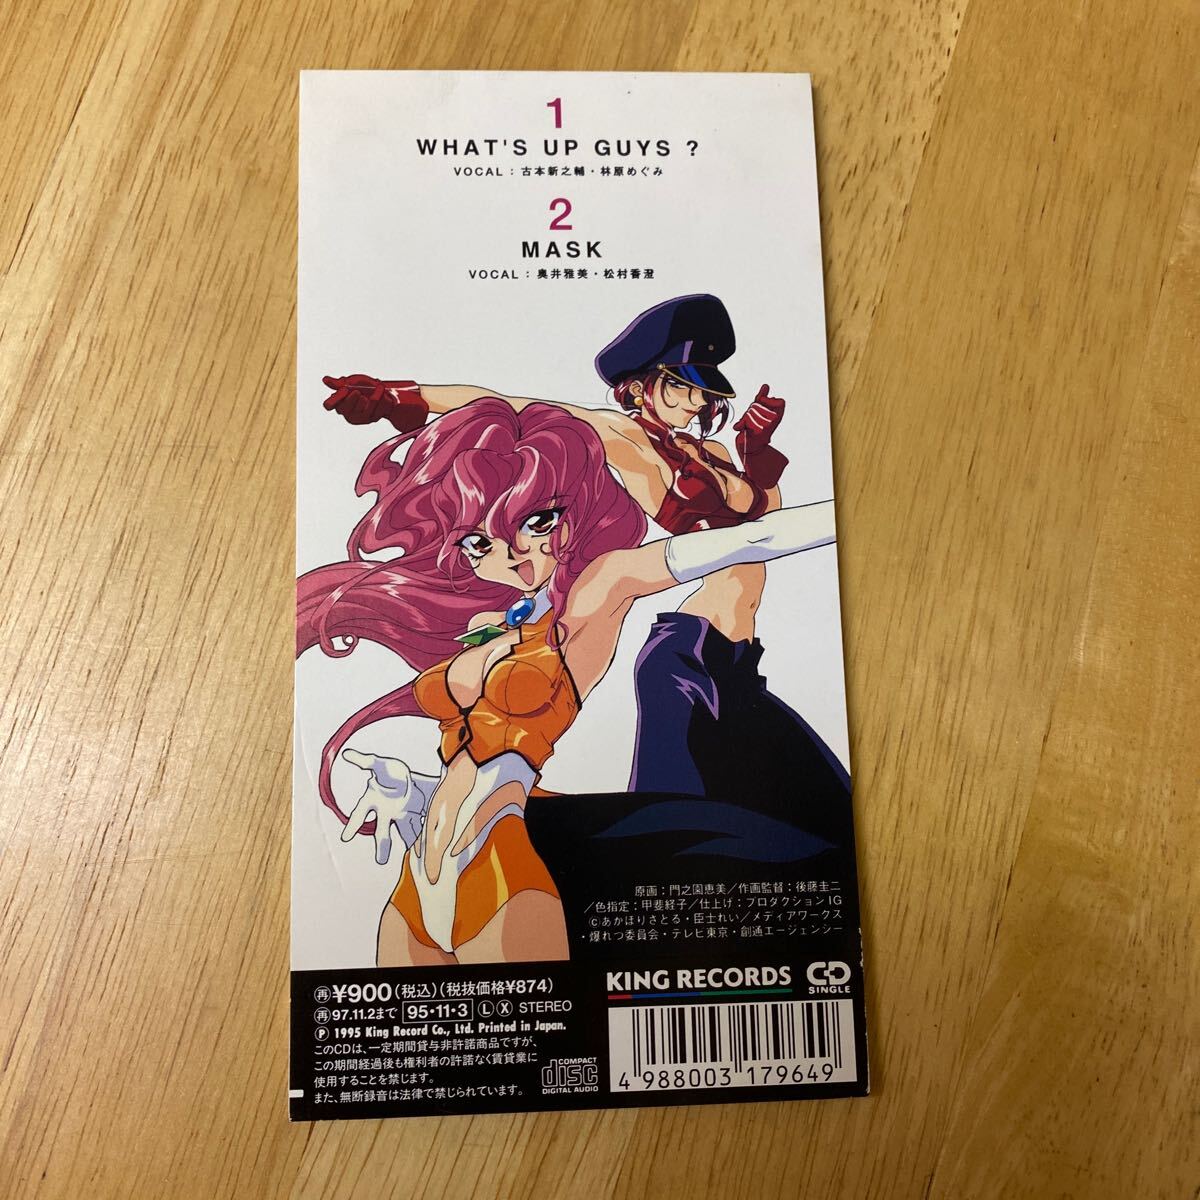 1
WHAT'S UP GUYS ?
VOCAL : 古本新之輔・林原めぐみ
2
MASK
VOCAL : 奥井雅美・松村香澄
原画：門之園恵美／作画監督：後藤圭二
／色指定：甲斐経子／仕上げ：プロダクションIG
©あかほりさとる・臣士れい／メディアワークス
・爆れつ委員会・テレビ東京・創通エージェンシー
KING RECORDS
CD SINGLE
再¥900(税込)(税抜価格¥874)
再97.11.2まで 95・11・3 L X STEREO
Ⓟ 1995 King Record Co., Ltd. Printed in Japan.
このCDは、一定期間貸与非許諾商品ですが、
この期間経過後も権利者の許諾なく賃貸業に
使用することを禁じます。
また、無断録音は法律で禁じられています。
COMPACT
disc
DIGITAL AUDIO
4 988003 179649